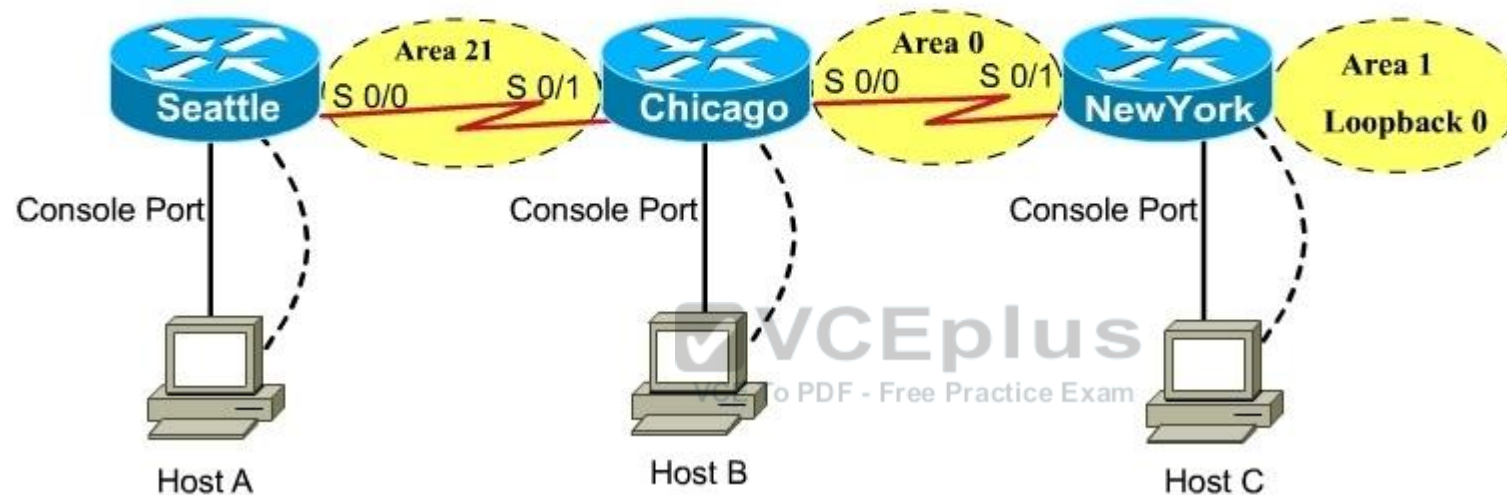 Area 21
Area 0
Area 1
Seattle
S 0/0
S 0/1
Chicago
S 0/0
S 0/1
NewYork
Loopback 0
Console Port
Console Port
Console Port
VCEplus
VCE To PDF - Free Practice Exam
Host A
Host B
Host C